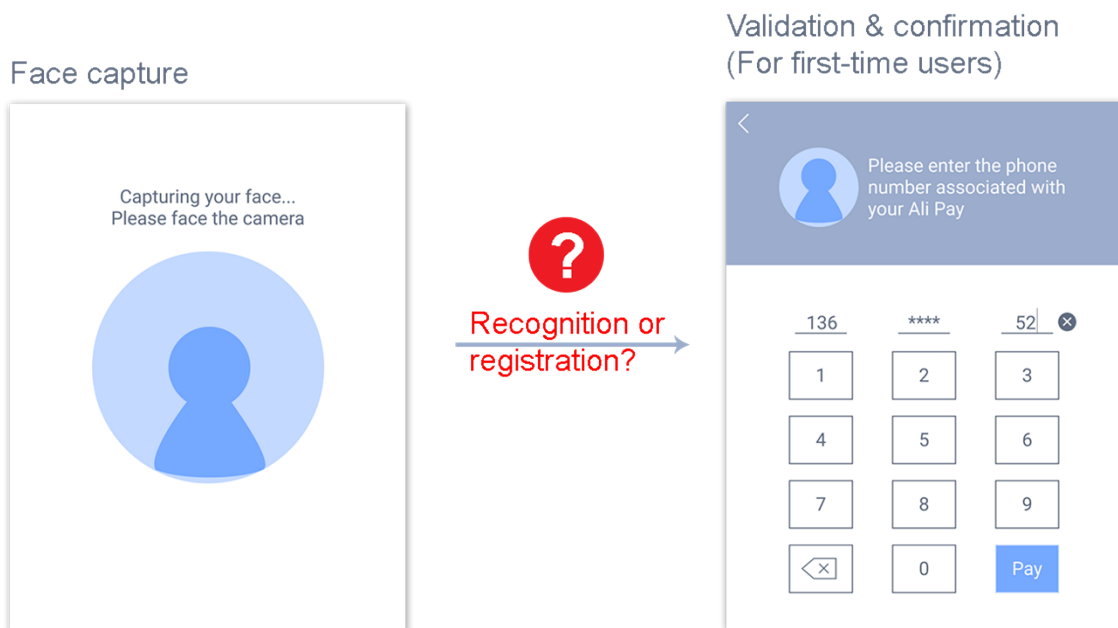 Face capture
Capturing your face...
Please face the camera
?
Recognition or
registration?
Validation & confirmation
(For first-time users)
Please enter the phone
number associated with
your Ali Pay
136 **** 52
1 2 3
4 5 6
7 8 9
0 Pay